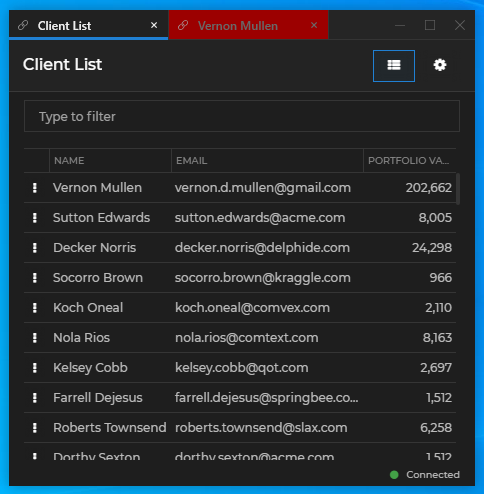 Client List × Vernon Mullen ×
Client List
Type to filter
NAME EMAIL PORTFOLIO VA...
Vernon Mullen vernon.d.mullen@gmail.com 202,662
Sutton Edwards sutton.edwards@acme.com 8,005
Decker Norris decker.norris@delphide.com 24,298
Socorro Brown socorro.brown@kraggle.com 966
Koch Oneal koch.oneal@comvex.com 2,110
Nola Rios nola.rios@comtext.com 8,163
Kelsey Cobb kelsey.cobb@qot.com 2,697
Farrell Dejesus farrell.dejesus@springbee.co... 1,512
Roberts Townsend roberts.townsend@slax.com 6,258
Dorthy Sexton dorthy.sexton@acme.com 1,512
Connected